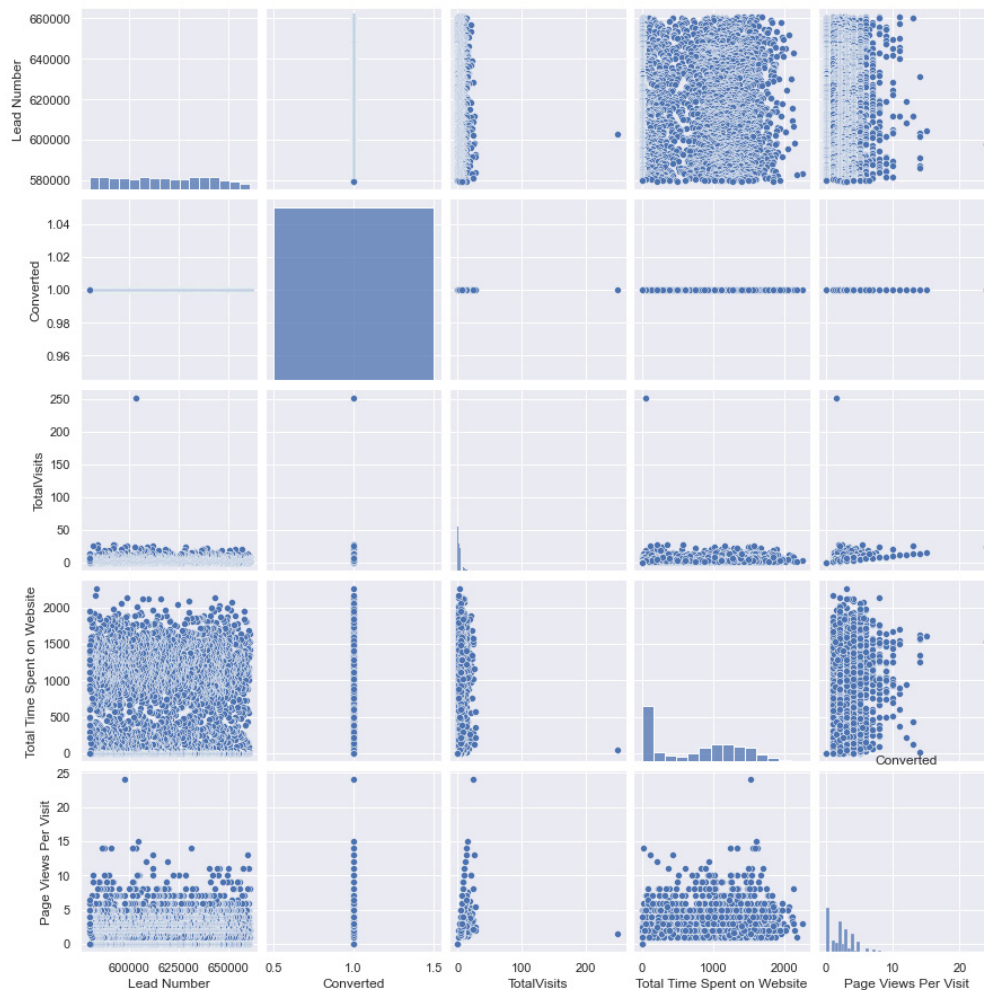 660000
640000
620000
600000
580000
Lead Number
1.04
1.02
1.00
0.98
0.96
Converted
250
200
150
100
50
0
TotalVisits
2000
1500
1000
500
0
Total Time Spent on Website
Converted
25
20
15
10
5
0
Page Views Per Visit
600000 625000 650000
Lead Number
0.5 1.0 1.5
Converted
0 200
TotalVisits
0 1000 2000
Total Time Spent on Website
0 10 20
Page Views Per Visit